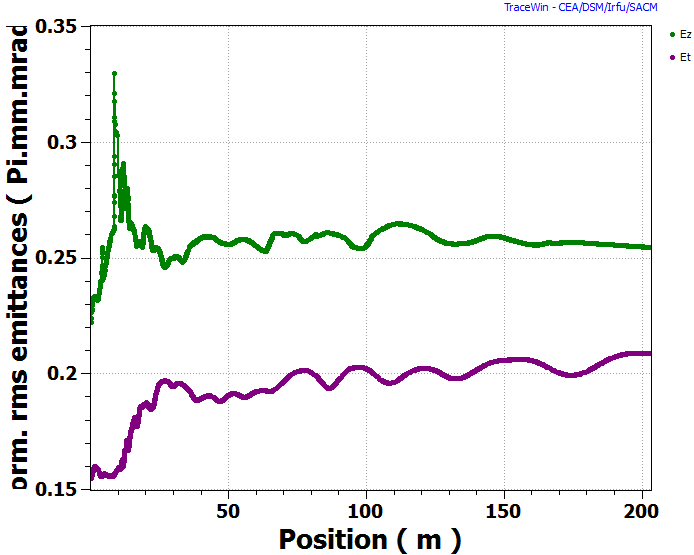 TraceWin - CEA/DSM/Irfu/SACM
0.35
0.3
0.25
0.2
0.15
orm. rms emittances ( Pi.mm.mrad
Ez
Et
50
100
150
200
Position ( m )